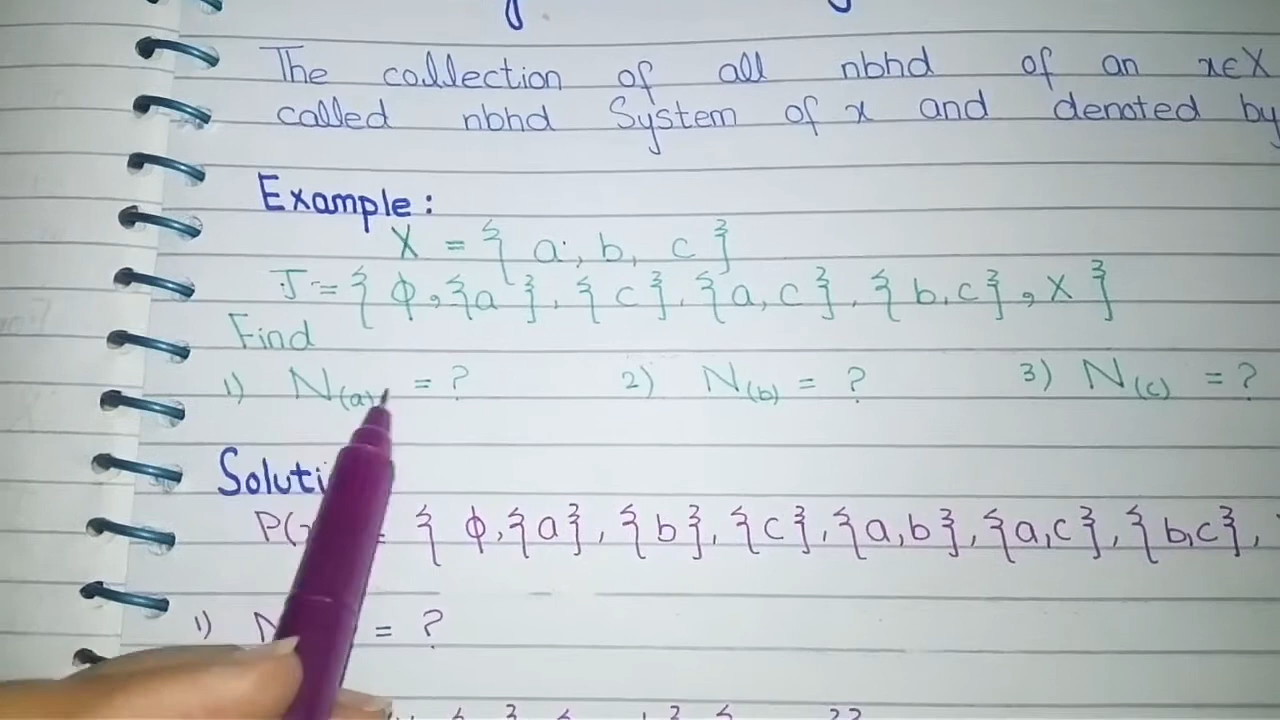 The collection of all nbhd of an x∈X
called nbhd System of x and denoted by
Example:
X = { a, b, c }
J = { ϕ, {a}, {c}, {a, c}, {b, c}, X }
Find
1) N(a) = ? 2) N(b) = ? 3) N(c) = ?
= { ϕ, {a}, {b}, {c}, {a, b}, {a, c}, {b, c},
1) N = ?